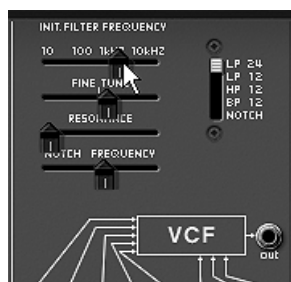 INIT. FILTER FREQUENCY
10 100 1kHZ 10kHZ
FINE TUNE
RESONANCE
NOTCH FREQUENCY
LP 24
LP 12
HP 12
BP 12
NOTCH
VCF
OUT